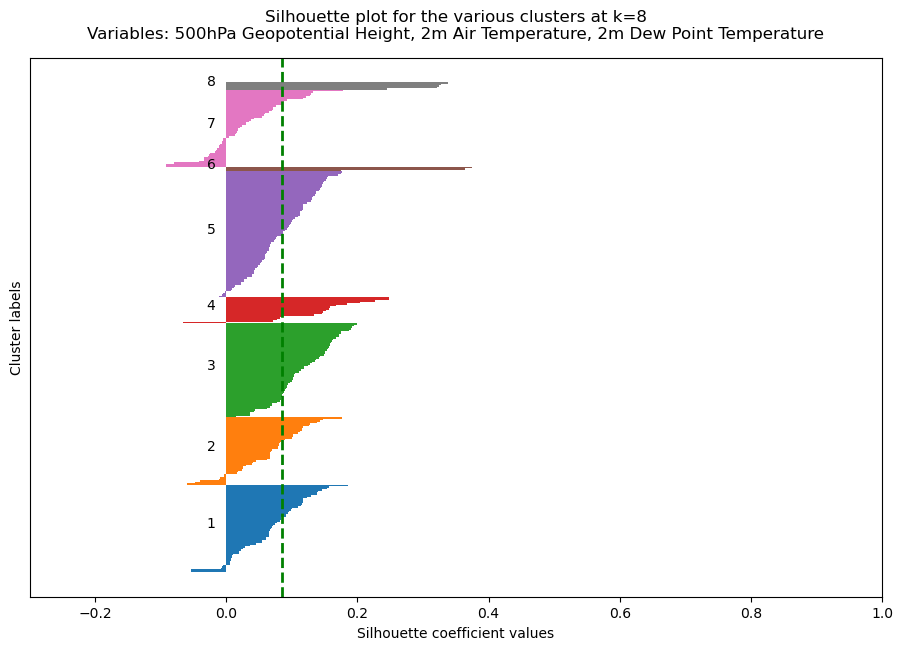 Silhouette plot for the various clusters at k=8
Variables: 500hPa Geopotential Height, 2m Air Temperature, 2m Dew Point Temperature
8
7
6
5
4
3
2
1
Cluster labels
−0.2 0.0 0.2 0.4 0.6 0.8 1.0
Silhouette coefficient values